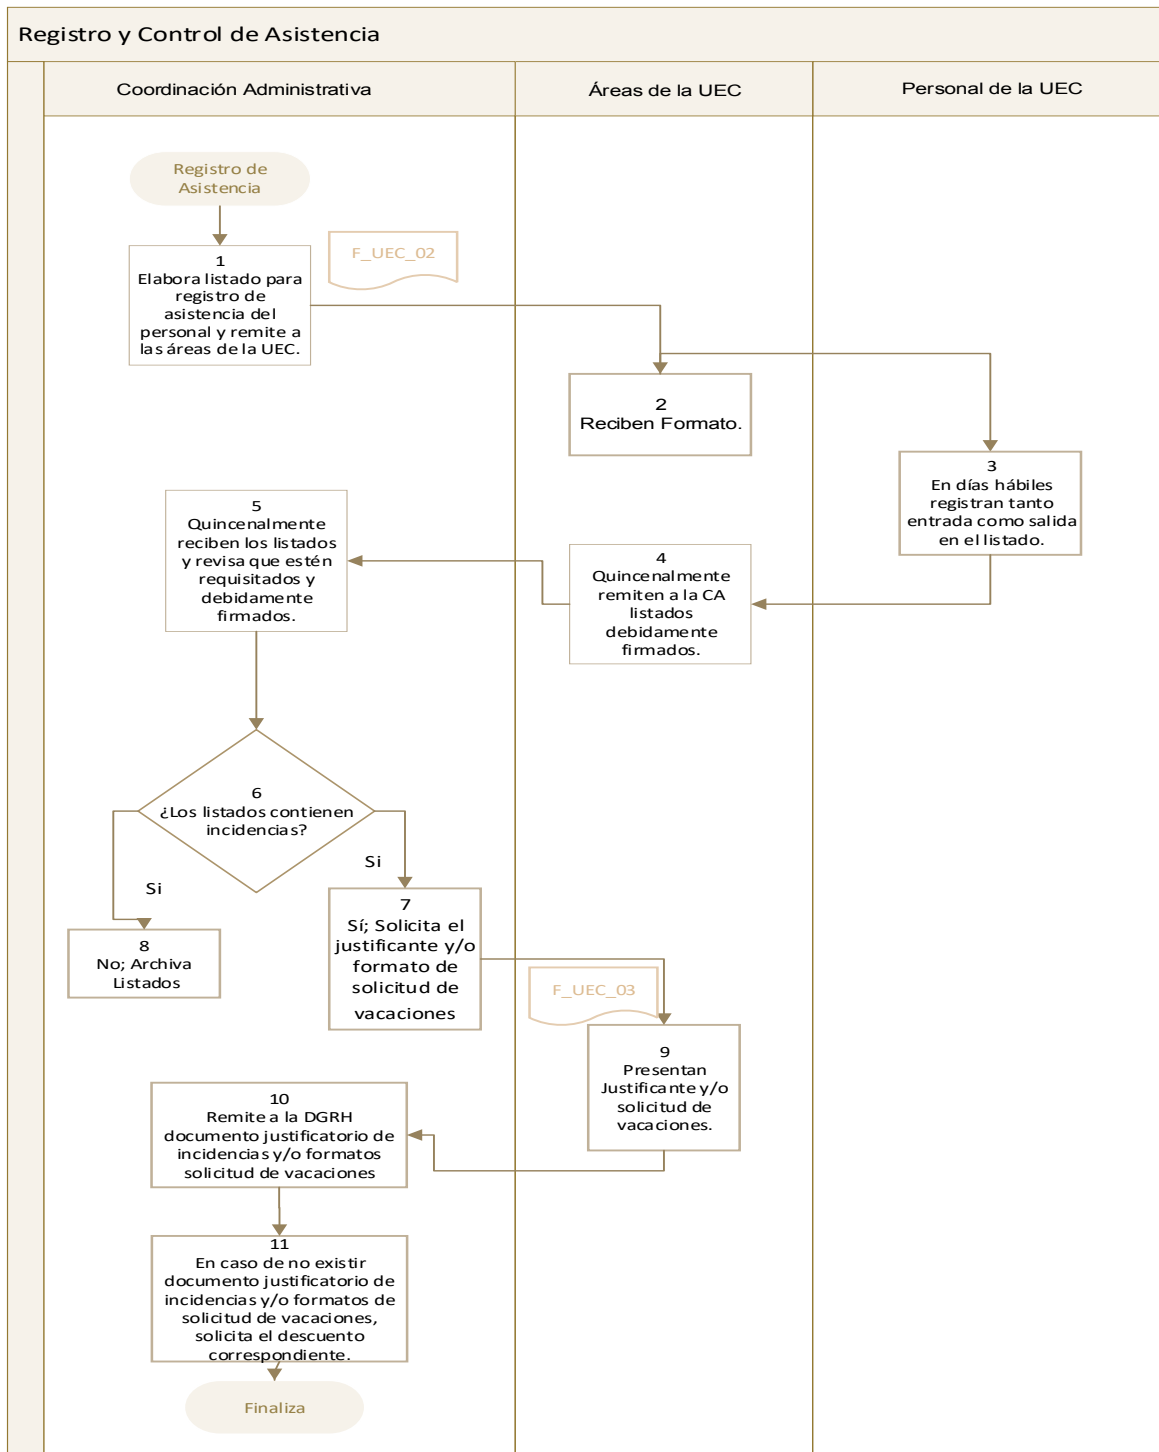 Registro y Control de Asistencia
Coordinación Administrativa
Áreas de la UEC
Personal de la UEC
Registro de
Asistencia
F_UEC_02
1
Elabora listado para
registro de
asistencia del
personal y remite a
las áreas de la UEC.
2
Reciben Formato.
3
En días hábiles
registran tanto
entrada como salida
en el listado.
4
Quincenalmente
remiten a la CA
listados
debidamente
firmados.
5
Quincenalmente
reciben los listados
y revisa que estén
requisitados y
debidamente
firmados.
6
¿Los listados contienen
incidencias?
Si
Si
7
Sí; Solicita el
justificante y/o
formato de
solicitud de
vacaciones
8
No; Archiva
Listados
F_UEC_03
9
Presentan
Justificante y/o
solicitud de
vacaciones.
10
Remite a la DGRH
documento justificatorio de
incidencias y/o formatos
solicitud de vacaciones
11
En caso de no existir
documento justificatorio de
incidencias y/o formatos de
solicitud de vacaciones,
solicita el descuento
correspondiente.
Finaliza